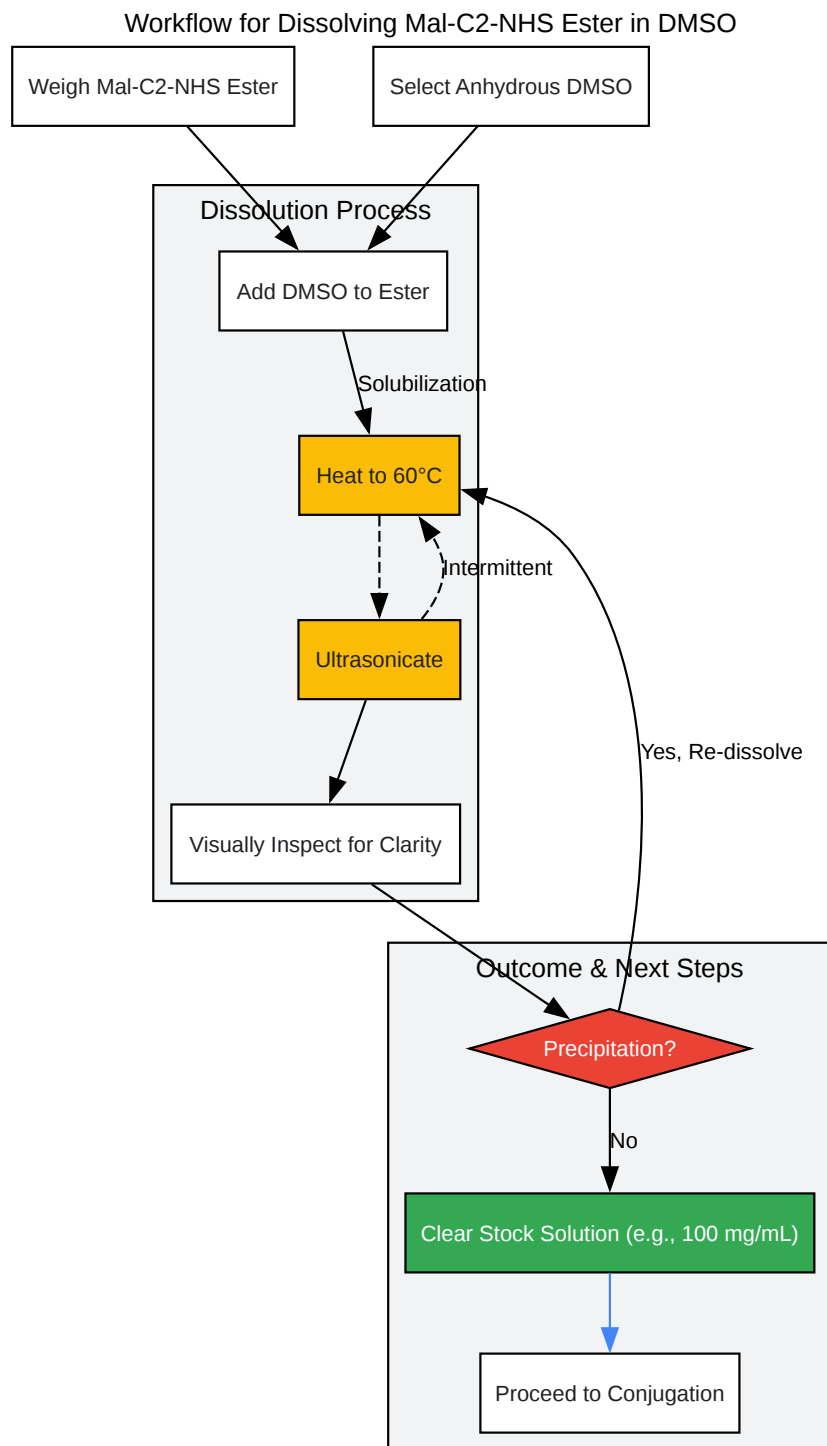 Workflow for Dissolving Mal-C2-NHS Ester in DMSO
Weigh Mal-C2-NHS Ester
Select Anhydrous DMSO
Dissolution Process
Add DMSO to Ester
Solubilization
Heat to 60°C
Intermittent
Ultrasonicate
Yes, Re-dissolve
Visually Inspect for Clarity
Outcome & Next Steps
Precipitation?
No
Clear Stock Solution (e.g., 100 mg/mL)
Proceed to Conjugation